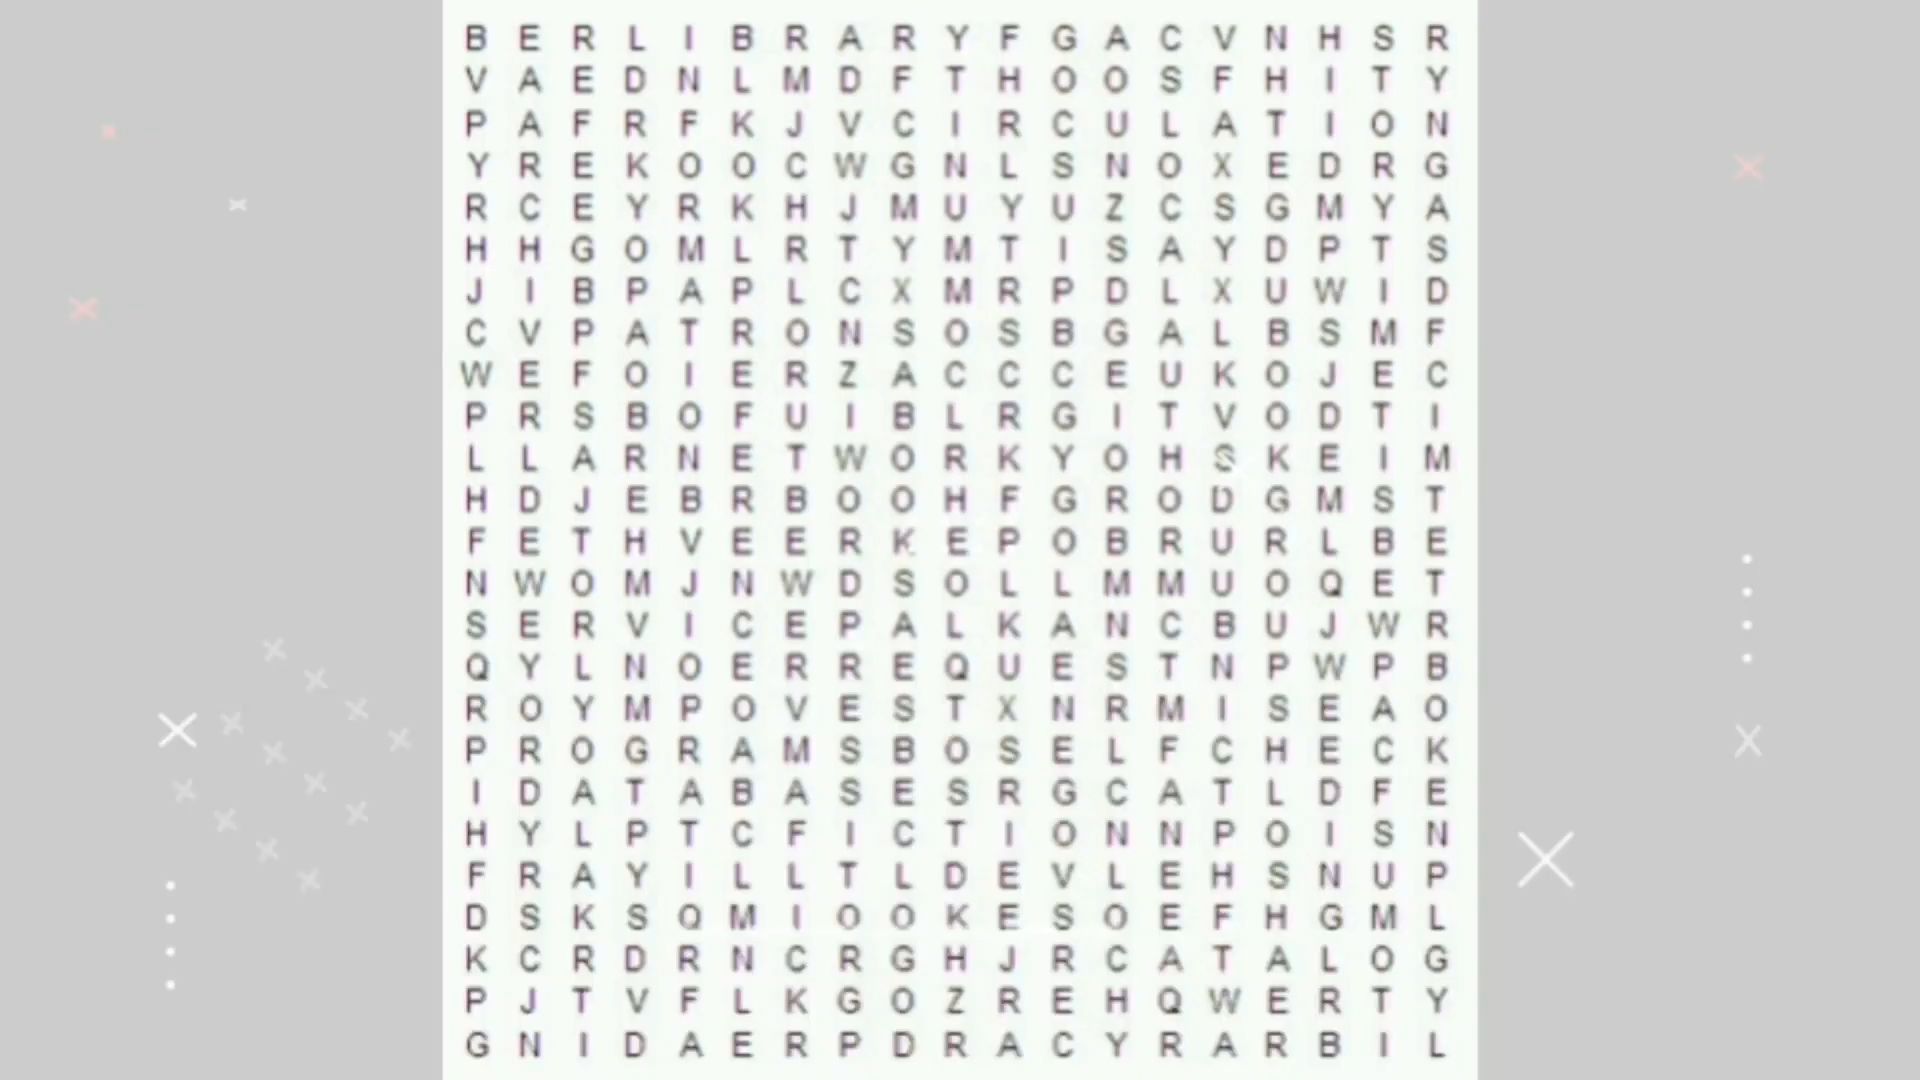 B E R L I B R A R Y F G A C V N H S R
V A E D N L M D F T H O O S F H I T Y
P A F R F K J V C I R C U L A T I O N
Y R E K O O C W G N L S N O X E D R G
R C E Y R K H J M U Y U Z C S G M Y A
H H G O M L R T Y M T I S A Y D P T S
J I B P A P L C X M R P D L X U W I D
C V P A T R O N S O S B G A L B S M F
W E F O I E R Z A C C C E U K O J E C
P R S B O F U I B L R G I T V O D T I
L L A R N E T W O R K Y O H S K E I M
H D J E B R B O O H F G R O D G M S T
F E T H V E E R K E P O B R U R L B E
N W O M J N W D S O L L M M U O Q E T
S E R V I C E P A L K A N C B U J W R
Q Y L N O E R R E Q U E S T N P W P B
R O Y M P O V E S T X N R M I S E A O
P R O G R A M S B O S E L F C H E C K
I D A T A B A S E S R G C A T L D F E
H Y L P T C F I C T I O N N P O I S N
F R A Y I L L T L D E V L E H S N U P
D S K S Q M I O O K E S O E F H G M L
K C R D R N C R G H J R C A T A L O G
P J T V F L K G O Z R E H Q W E R T Y
G N I D A E R P D R A C Y R A R B I L